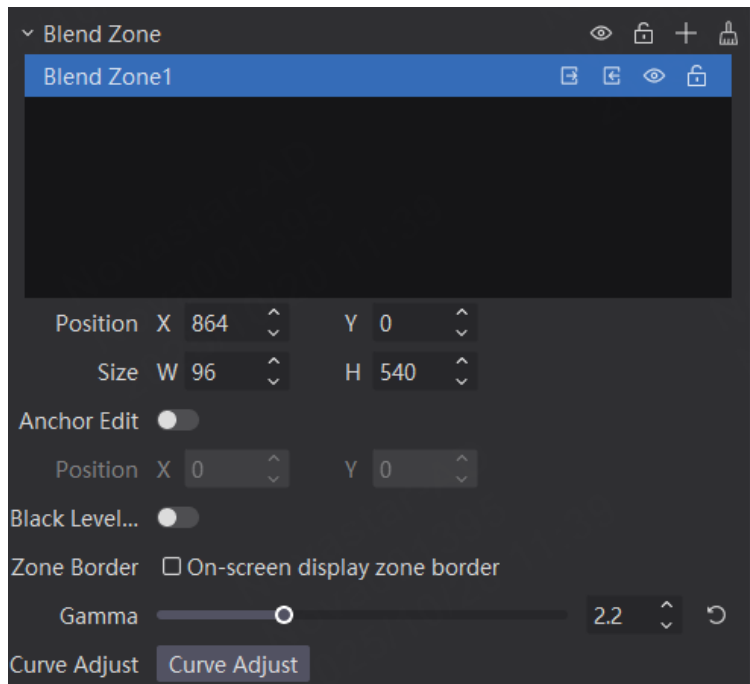 Blend Zone
Blend Zone1
Position X 864 Y 0
Size W 96 H 540
Anchor Edit
Position X 0 Y 0
Black Level...
Zone Border On-screen display zone border
Gamma 2.2
Curve Adjust Curve Adjust